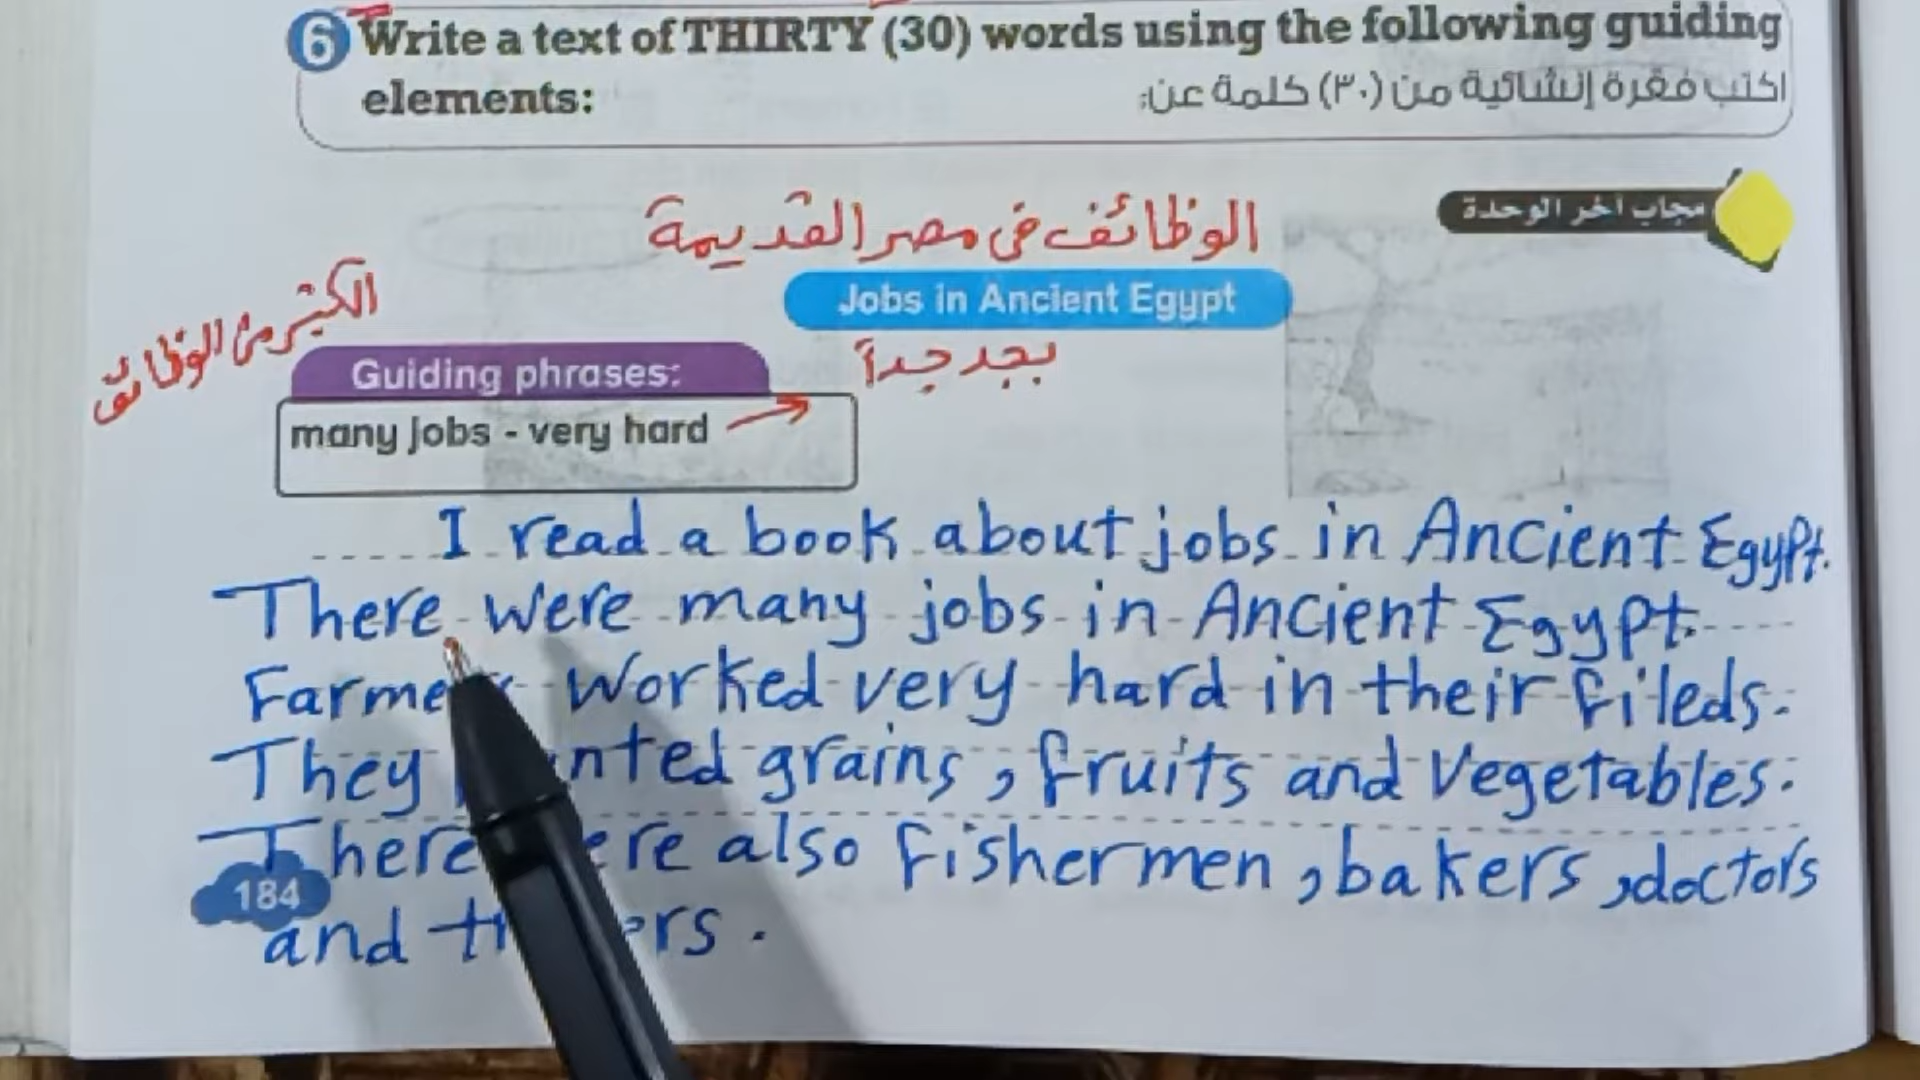 6 Write a text of THIRTY (30) words using the following guiding
elements:
اكتب فقرة إنشائية من (٣٠) كلمة عن:
مجاب آخر الوحدة
الوظائف في مصر القديمة
Jobs in Ancient Egypt
الكثير من الوظائف
بجد جداً
Guiding phrases:
many jobs - very hard
I read a book about jobs in Ancient Egypt.
There were many jobs in Ancient Egypt.
worked very hard in their fileds.
They grains, fruits and vegetables.
There also fishermen, bakers, doctors
and
184